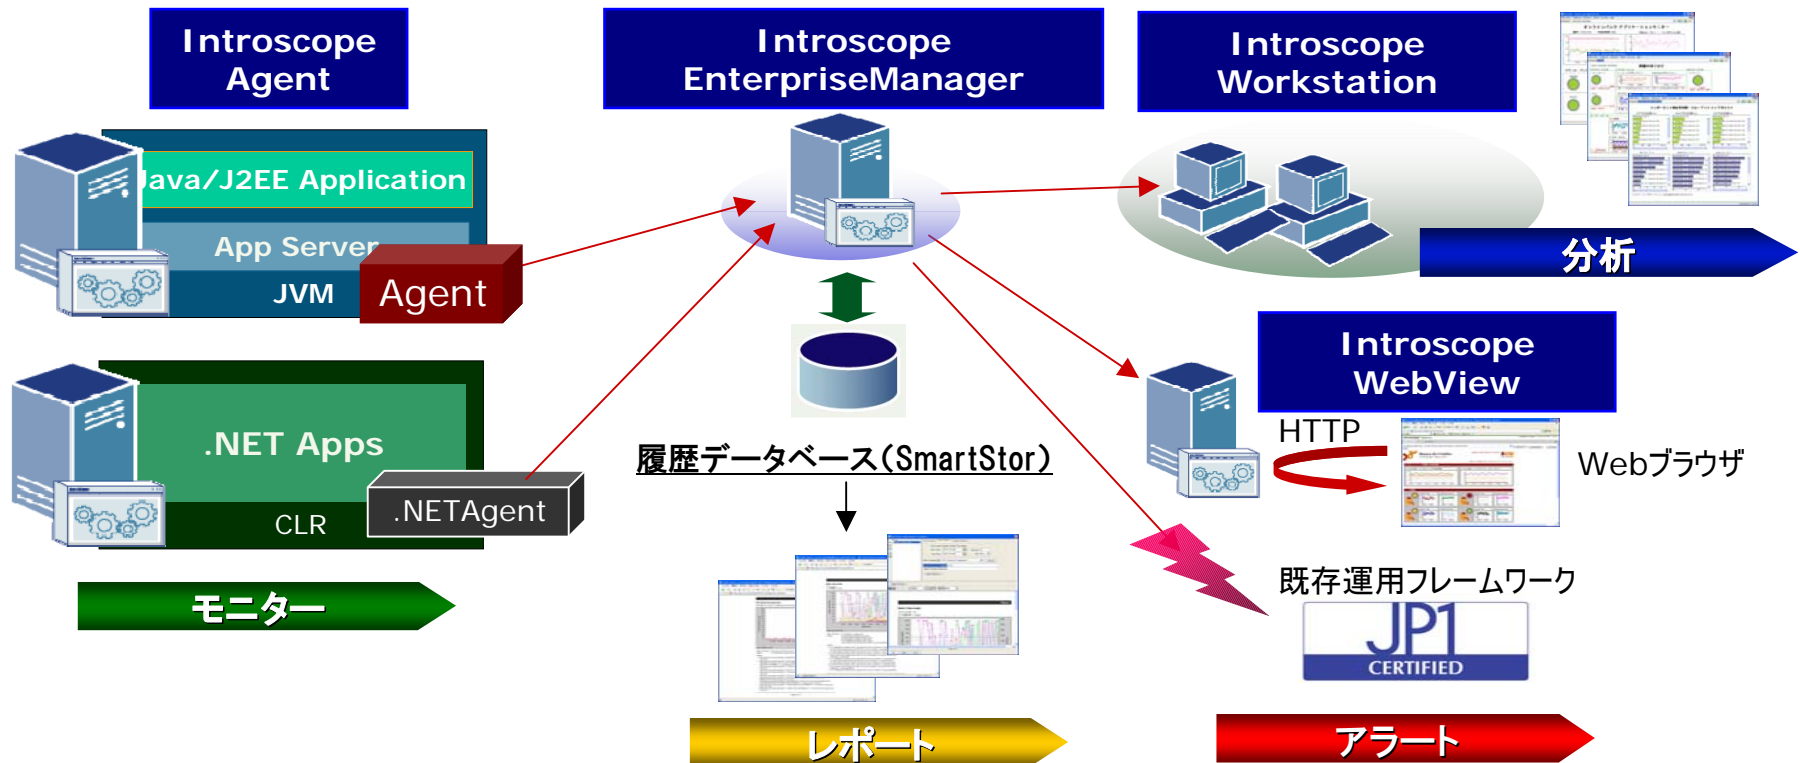 Introscope
Agent
Introscope
EnterpriseManager
Introscope
Workstation
Java/J2EE Application
App Server
JVM
Agent
分析
Introscope
WebView
.NET Apps
CLR
.NETAgent
HTTP
Webブラウザ
履歴データベース(SmartStor)
モニター
既存運用フレームワーク
JP1
CERTIFIED
レポート
アラート